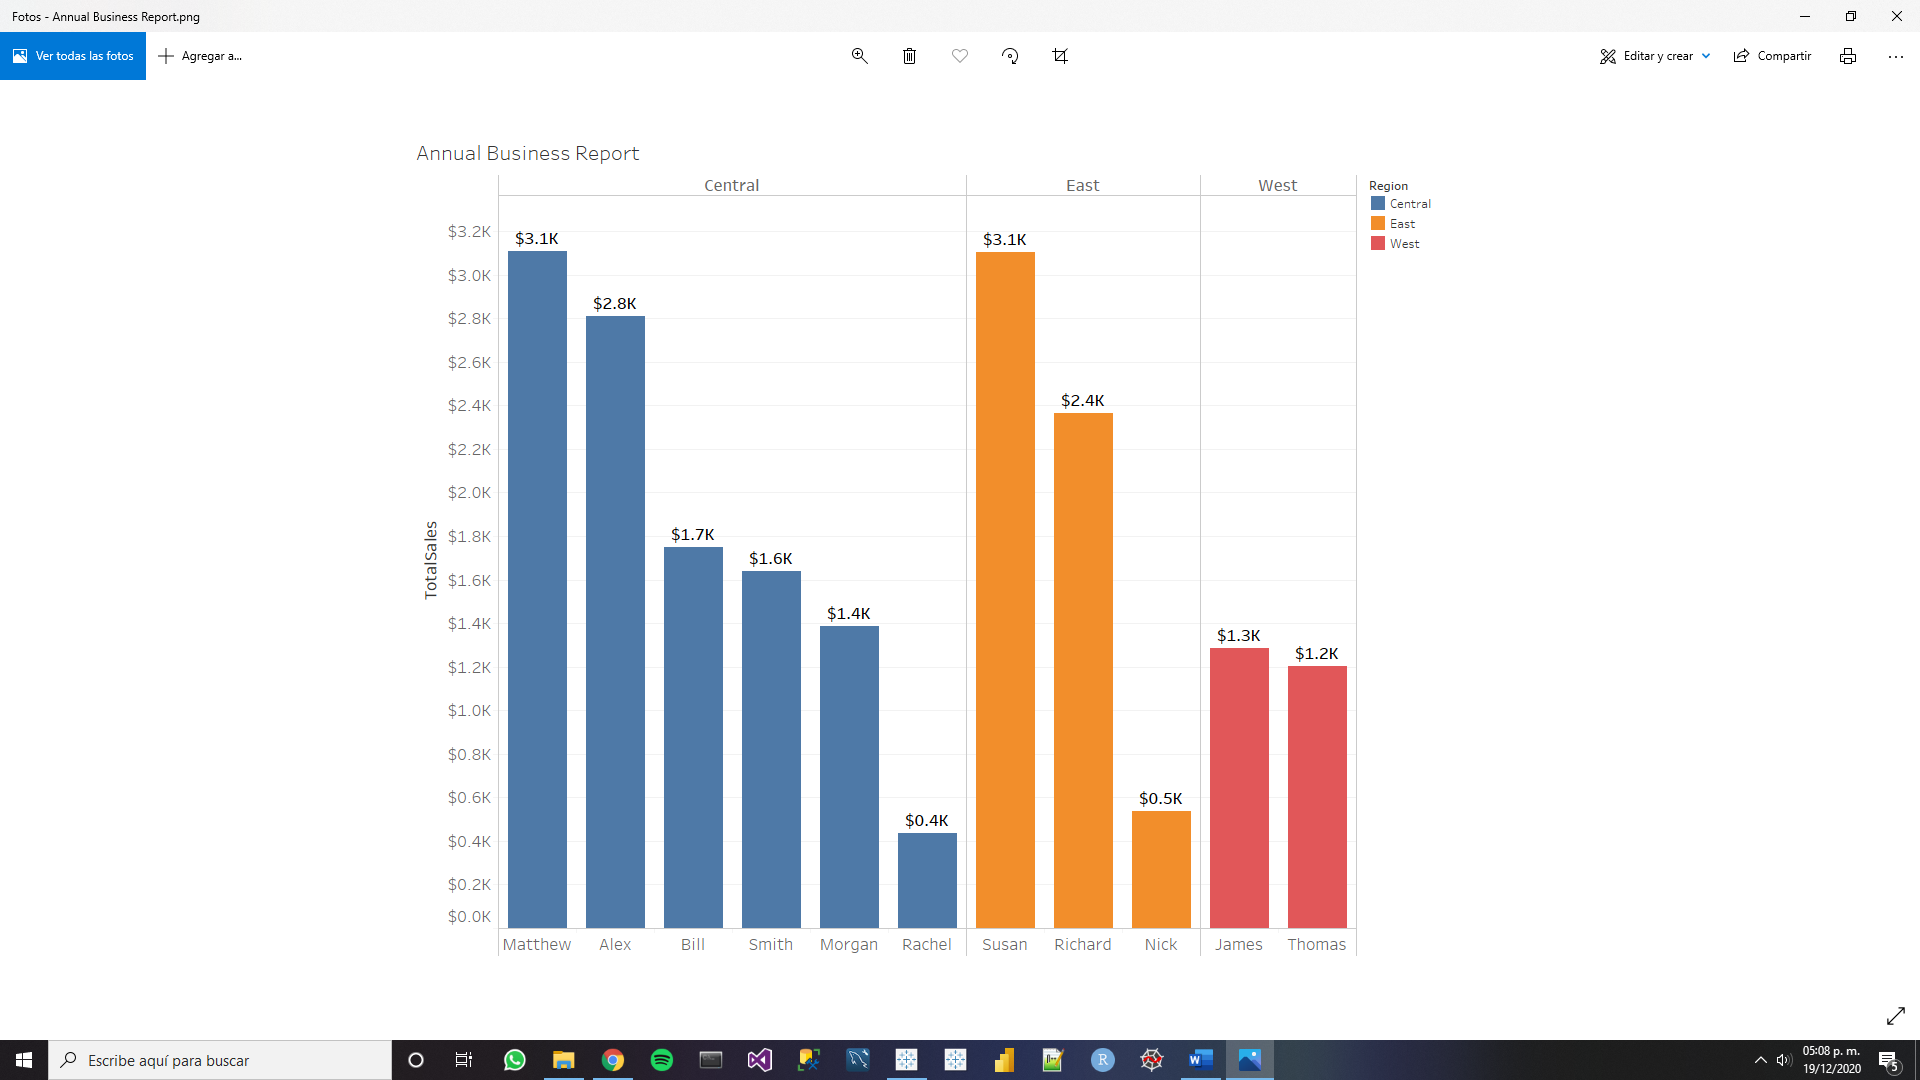 Fotos - Annual Business Report.png
Ver todas las fotos
Agregar a...
Editar y crear
Compartir
Annual Business Report
Central East West
Region
Central
East
West
TotalSales
$3.2K
$3.0K
$2.8K
$2.6K
$2.4K
$2.2K
$2.0K
$1.8K
$1.6K
$1.4K
$1.2K
$1.0K
$0.8K
$0.6K
$0.4K
$0.2K
$0.0K
$3.1K
$2.8K
$1.7K
$1.6K
$1.4K
$0.4K
$3.1K
$2.4K
$0.5K
$1.3K
$1.2K
Matthew Alex Bill Smith Morgan Rachel Susan Richard Nick James Thomas
Escribe aquí para buscar
R
W
05:08 p. m.
19/12/2020
5